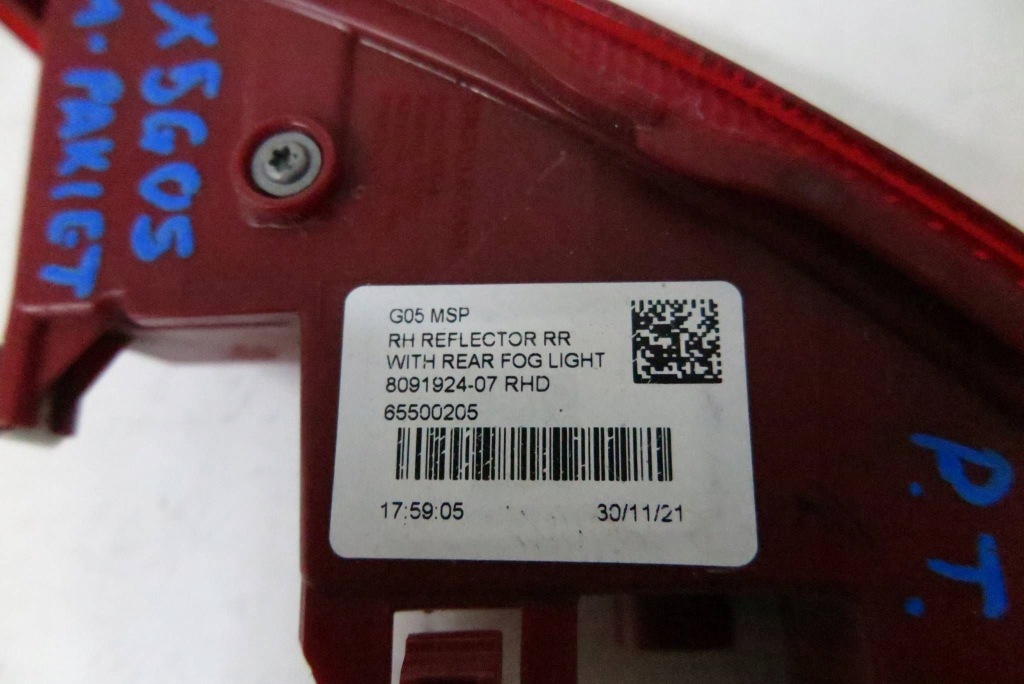 X5G05
M-PAKIET
G05 MSP
RH REFLECTOR RR
WITH REAR FOG LIGHT
8091924-07 RHD
65500205
17:59:05 30/11/21
P.T.